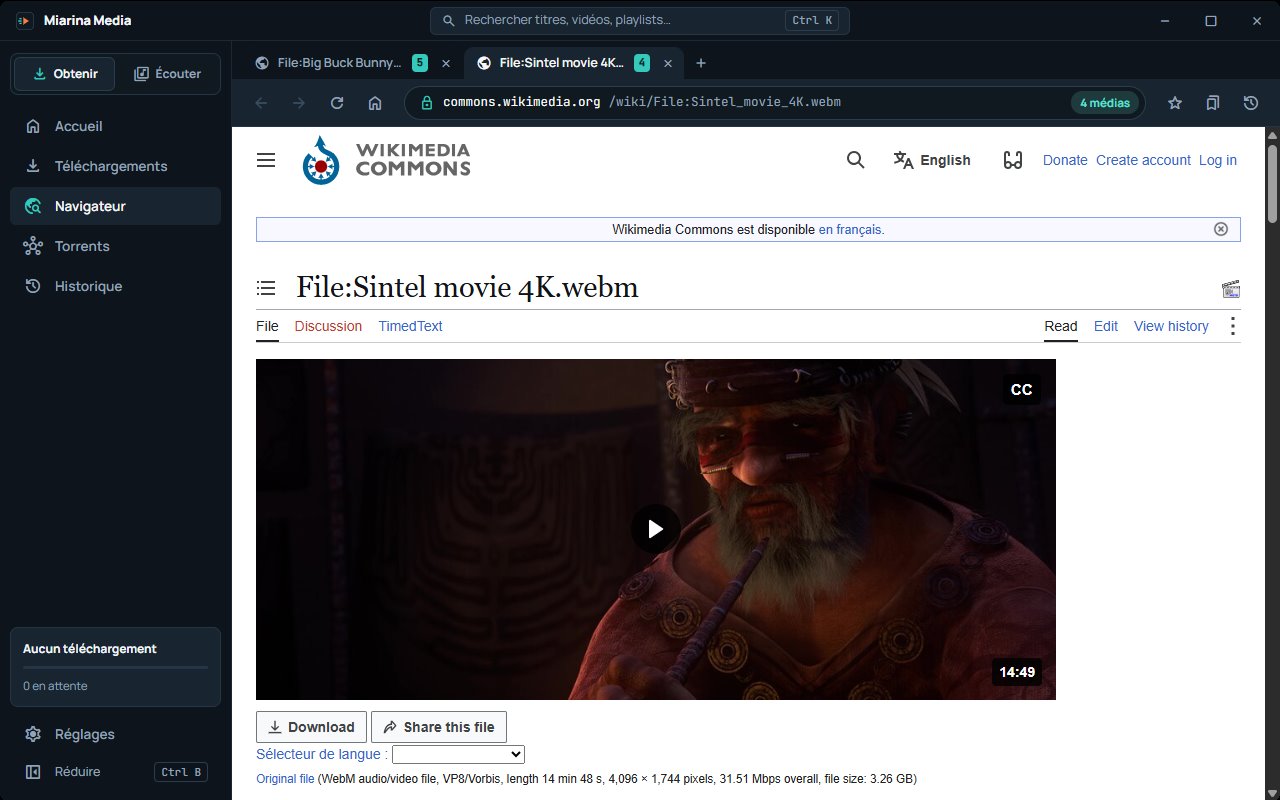 Miarina Media
Rechercher titres, vidéos, playlists...
Ctrl K
Obtenir
Écouter
File:Big Buck Bunny... 5
File:Sintel movie 4K... 4
commons.wikimedia.org /wiki/File:Sintel_movie_4K.webm
4 médias
Accueil
Téléchargements
Navigateur
Torrents
Historique
WIKIMEDIA
COMMONS
English
Donate Create account Log in
Wikimedia Commons est disponible en français.
File:Sintel movie 4K.webm
File Discussion TimedText
Read Edit View history
CC
14:49
Download
Share this file
Sélecteur de langue :
Original file (WebM audio/video file, VP8/Vorbis, length 14 min 48 s, 4,096 × 1,744 pixels, 31.51 Mbps overall, file size: 3.26 GB)
Aucun téléchargement
0 en attente
Réglages
Réduire
Ctrl B